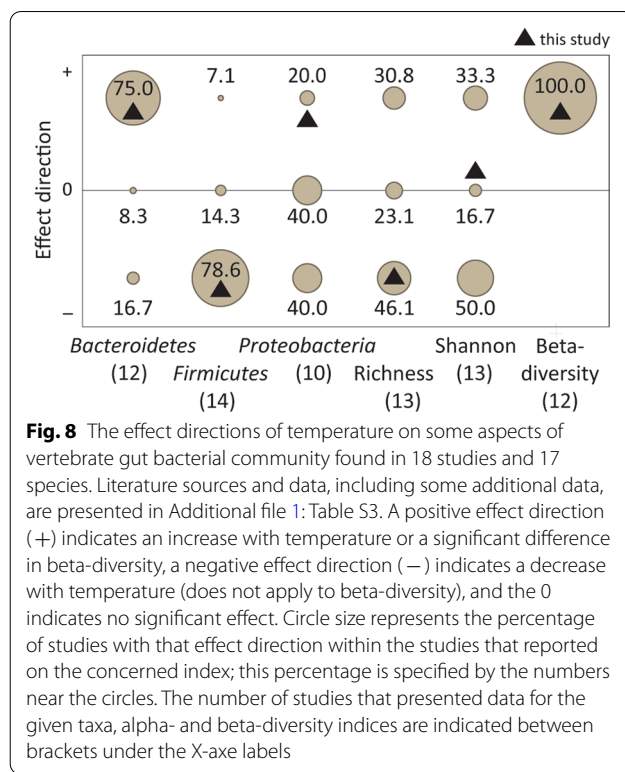 ▲ this study
+ 75.0 7.1 20.0 30.8 33.3 100.0
Effect direction
0
8.3 14.3 40.0 23.1 16.7
78.6
− 16.7 40.0 46.1 50.0
Bacteroidetes Proteobacteria Shannon Beta-
(12) Firmicutes (10) Richness (13) diversity
(14) (13) (12)
Fig. 8 The effect directions of temperature on some aspects of
vertebrate gut bacterial community found in 18 studies and 17
species. Literature sources and data, including some additional data,
are presented in Additional file 1: Table S3. A positive effect direction
(+) indicates an increase with temperature or a significant difference
in beta-diversity, a negative effect direction (−) indicates a decrease
with temperature (does not apply to beta-diversity), and the 0
indicates no significant effect. Circle size represents the percentage
of studies with that effect direction within the studies that reported
on the concerned index; this percentage is specified by the numbers
near the circles. The number of studies that presented data for the
given taxa, alpha- and beta-diversity indices are indicated between
brackets under the X-axe labels